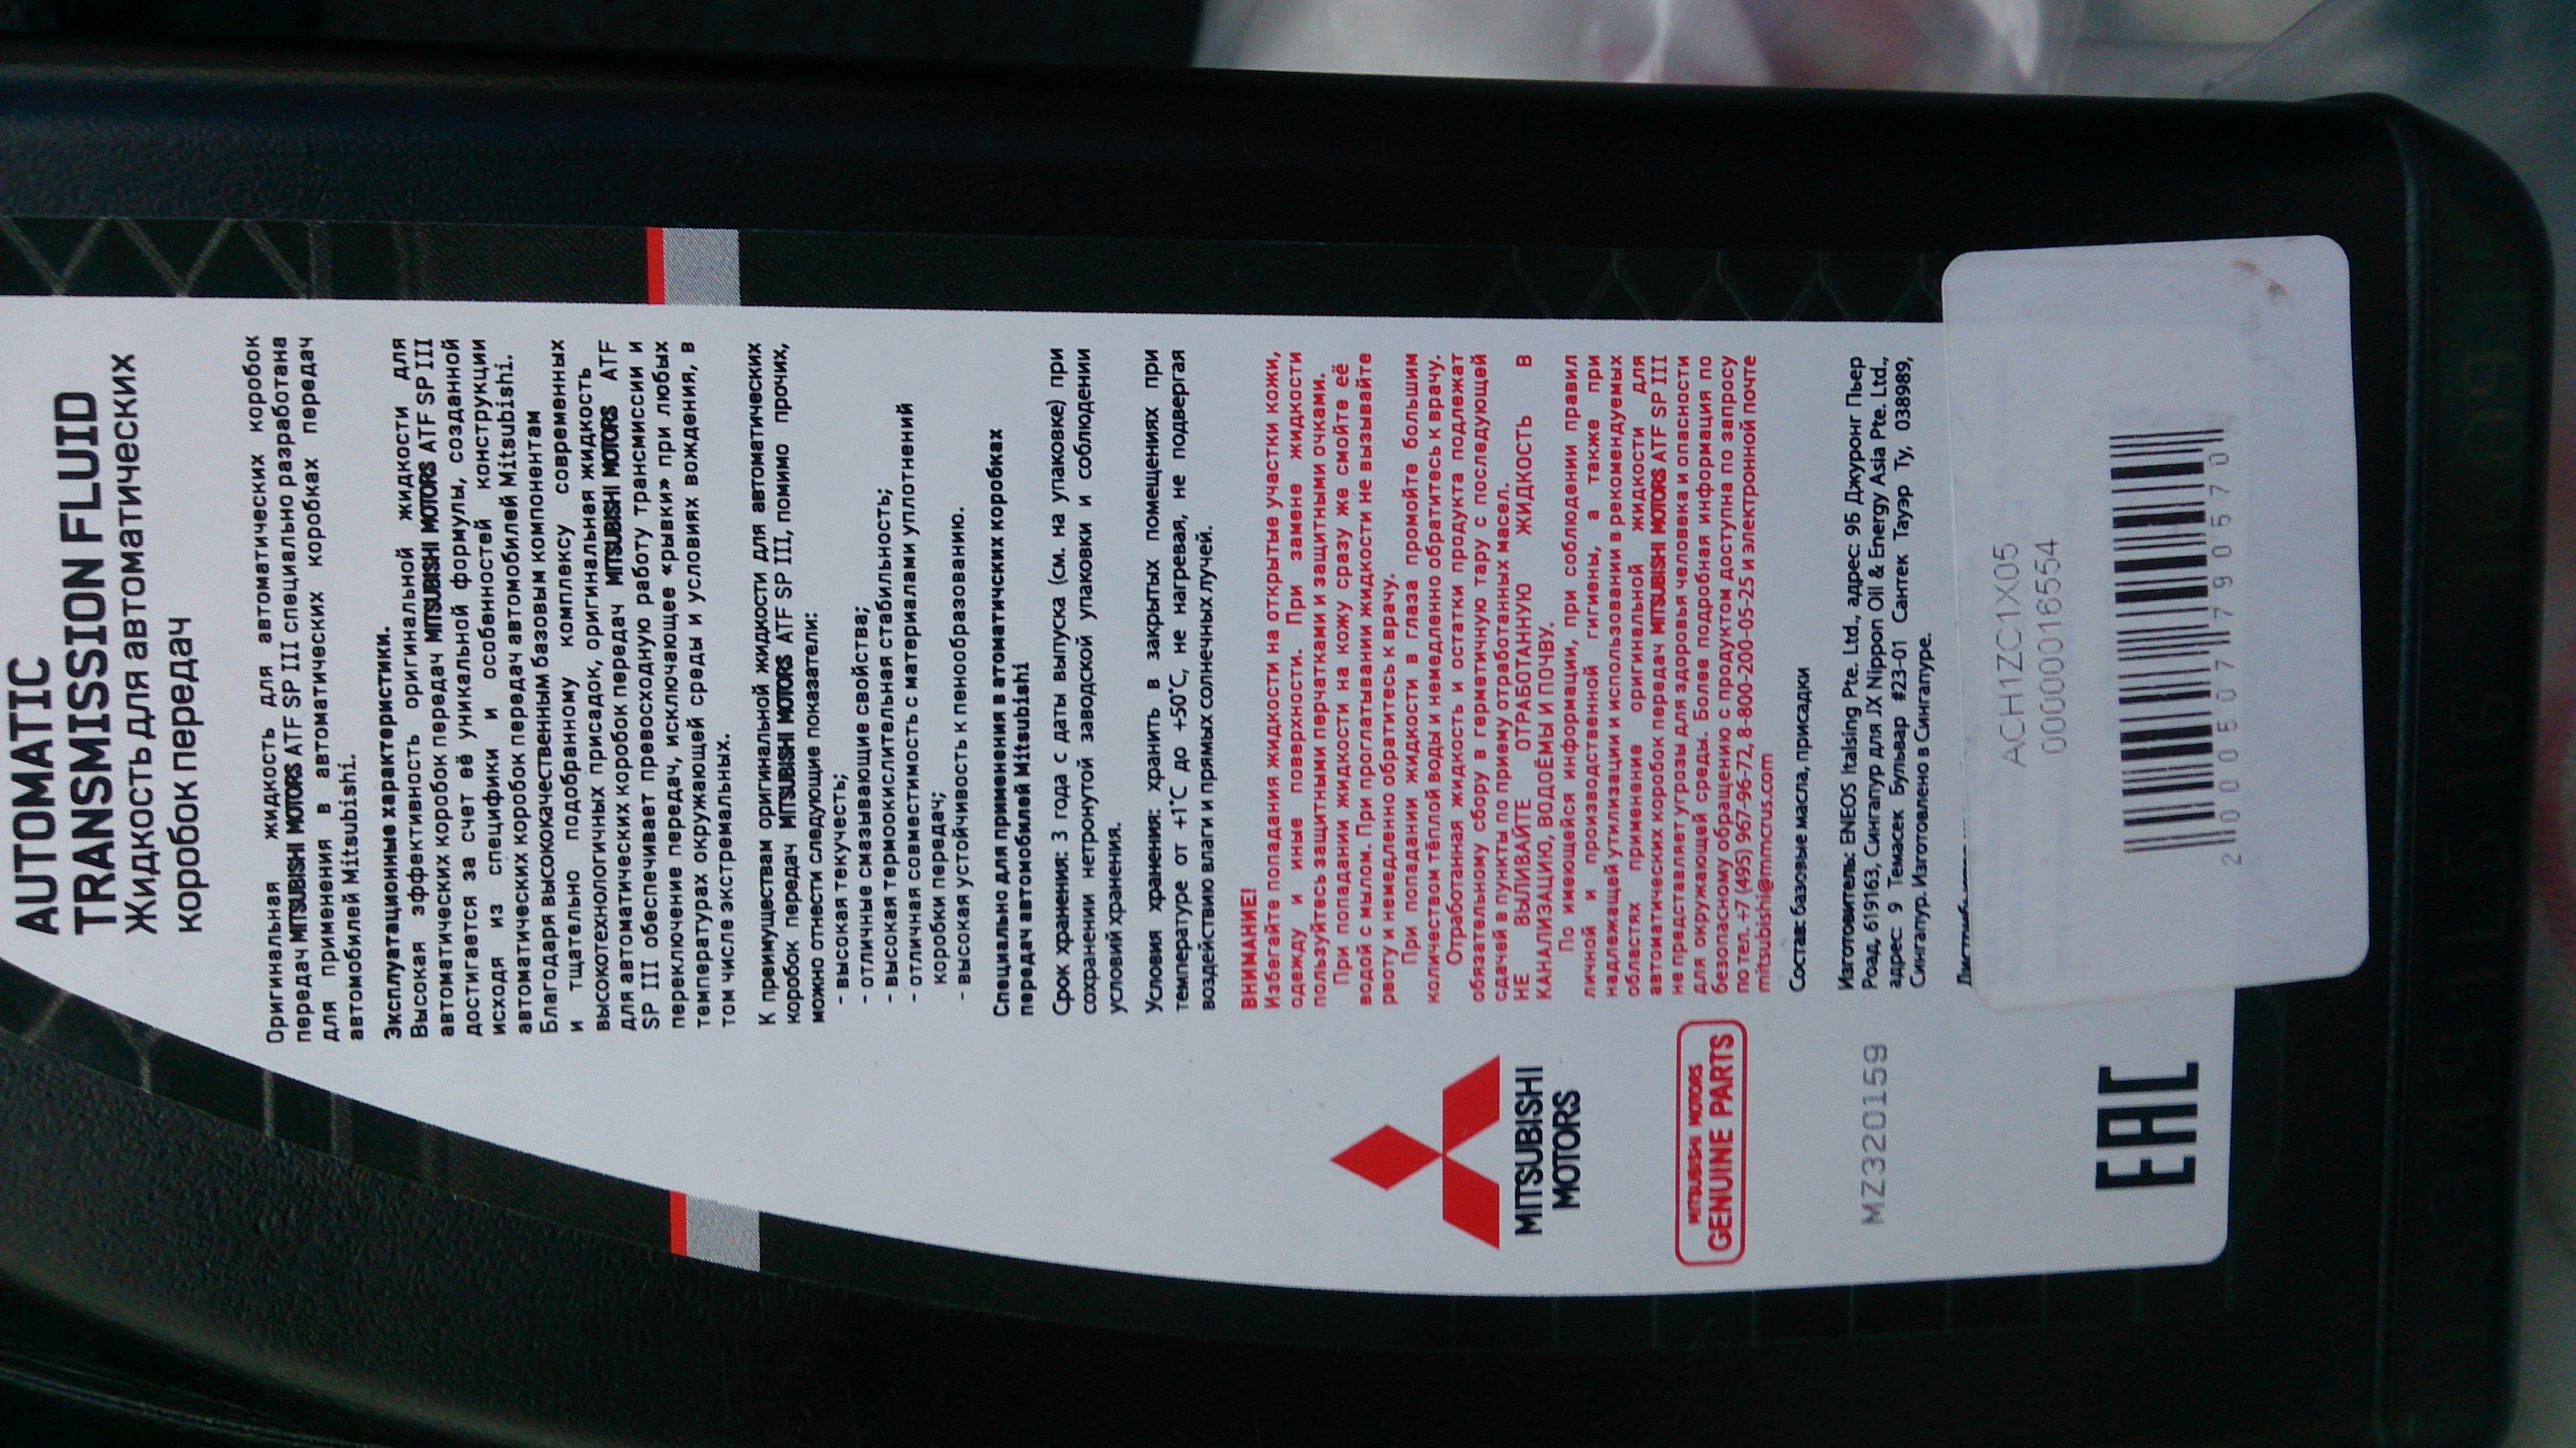 AUTOMATIC
TRANSMISSION FLUID
Жидкость для автоматических
коробок передач
Оригинальная жидкость для автоматических коробок
передач MITSUBISHI MOTORS ATF SP III специально разработана
для применения в автоматических коробках передач
автомобилей Mitsubishi.
Эксплуатационные характеристики.
Высокая эффективность оригинальной жидкости для
автоматических коробок передач MITSUBISHI MOTORS ATF SP III
достигается за счет её уникальной формулы, созданной
исходя из специфики и особенностей конструкции
автоматических коробок передач автомобилей Mitsubishi.
Благодаря высококачественным базовым компонентам
и тщательно подобранному комплексу современных
высокотехнологичных присадок, оригинальная жидкость
для автоматических коробок передач MITSUBISHI MOTORS ATF
SP III обеспечивает превосходную работу трансмиссии и
переключение передач, исключающее «рывки» при любых
температурах окружающей среды и условиях вождения, в
том числе экстремальных.
К преимуществам оригинальной жидкости для автоматических
коробок передач MITSUBISHI MOTORS ATF SP III, помимо прочих,
можно отнести следующие показатели:
- высокая текучесть;
- отличные смазывающие свойства;
- высокая термоокислительная стабильность;
- отличная совместимость с материалами уплотнений
коробки передач;
- высокая устойчивость к пенообразованию.
Специально для применения в автоматических коробках
передач автомобилей Mitsubishi
Срок хранения: 3 года с даты выпуска (см. на упаковке) при
сохранении нетронутой заводской упаковки и соблюдении
условий хранения.
Условия хранения: хранить в закрытых помещениях при
температуре от +1°C до +50°C, не нагревая, не подвергая
воздействию влаги и прямых солнечных лучей.
ВНИМАНИЕ!
Избегайте попадания жидкости на открытые участки кожи,
одежду и иные поверхности. При замене жидкости
пользуйтесь защитными перчатками и защитными очками.
При попадании жидкости на кожу сразу же смойте её
водой с мылом. При проглатывании жидкости не вызывайте
рвоту и немедленно обратитесь к врачу.
При попадании жидкости в глаза промойте большим
количеством тёплой воды и немедленно обратитесь к врачу.
Отработанная жидкость и остатки продукта подлежат
обязательному сбору в герметичную тару с последующей
сдачей в пункты по приему отработанных масел.
НЕ ВЫЛИВАЙТЕ ОТРАБОТАННУЮ ЖИДКОСТЬ В
КАНАЛИЗАЦИЮ, ВОДОЁМЫ И ПОЧВУ.
По имеющейся информации, при соблюдении правил
личной и производственной гигиены, а также при
надлежащей утилизации и использовании в рекомендуемых
областях применение оригинальной жидкости для
автоматических коробок передач MITSUBISHI MOTORS ATF SP III
не представляет угрозы для здоровья человека и опасности
для окружающей среды. Более подробная информация по
безопасному обращению с продуктом доступна по запросу
по тел. +7 (495) 967-96-72, 8-800-200-05-25 и электронной почте
mitsubishi@mmcrus.com
Состав: базовые масла, присадки
Изготовитель: ENEOS Italsing Pte. Ltd., адрес: 9Б Джуронг Пьер
Роад, 619163, Сингапур для JX Nippon Oil & Energy Asia Pte. Ltd.,
адрес: 9 Темасек Бульвар #23-01 Сантек Тауэр Ту, 038989,
Сингапур. Изготовлено в Сингапуре.
MITSUBISHI
MOTORS
MITSUBISHI MOTORS
GENUINE PARTS
MZ320159
EAC
ACH1ZC1X05
000000016554
2000507790570